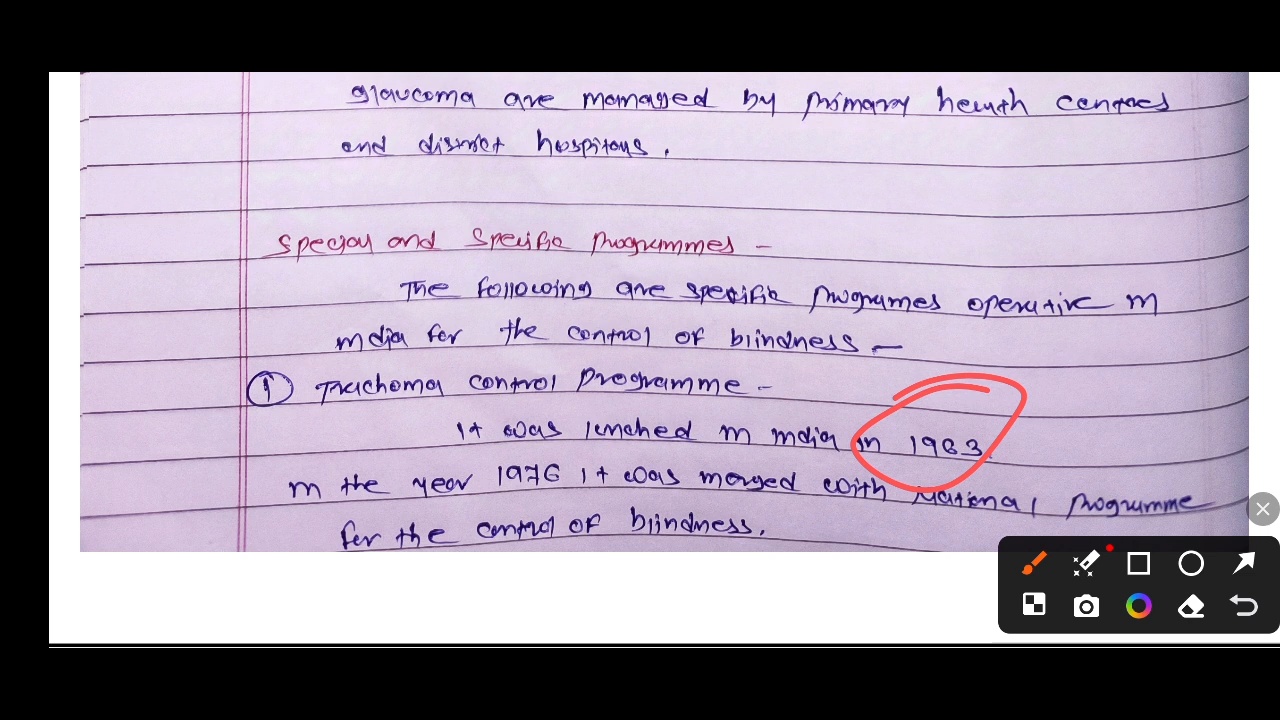 glaucoma are managed by primary health centres
and district hospitals.
Special and Specific Programmes -
The following are specific programes operative in
india for the control of blindness -
① Trachoma control Programme -
It was lunched in india in 1963.
in the year 1976 it was merged with National programme
for the control of blindness.